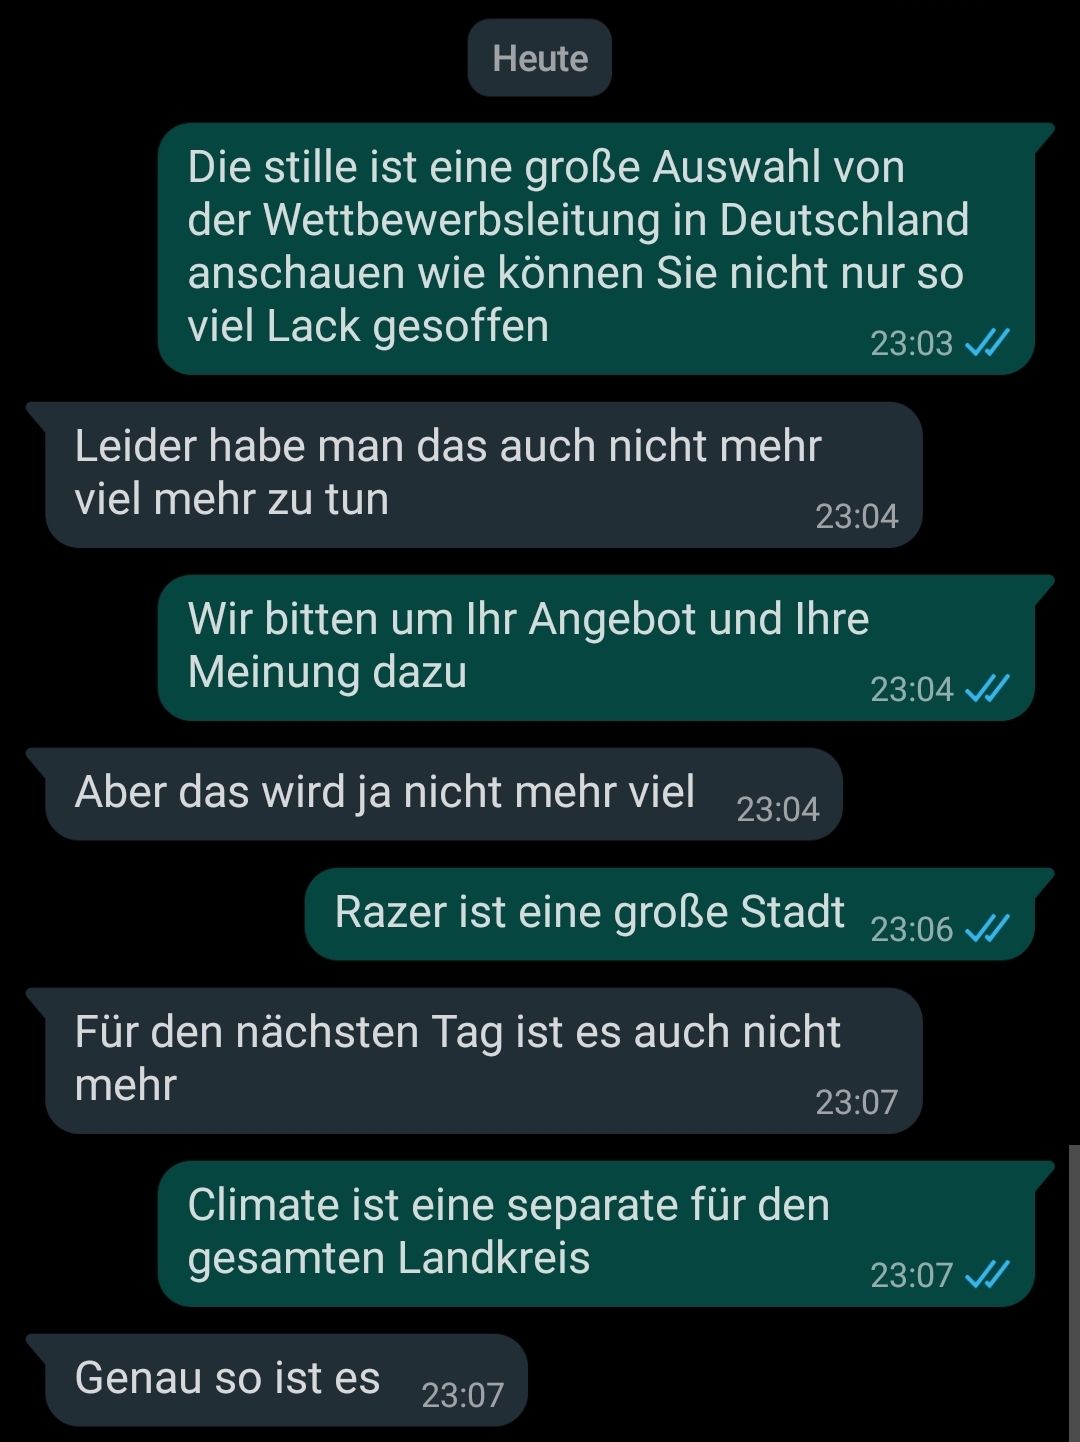 Heute
Die stille ist eine große Auswahl von
der Wettbewerbsleitung in Deutschland
anschauen wie können Sie nicht nur so
viel Lack gesoffen
23:03
Leider habe man das auch nicht mehr
viel mehr zu tun
23:04
Wir bitten um Ihr Angebot und Ihre
Meinung dazu
23:04
Aber das wird ja nicht mehr viel 23:04
Razer ist eine große Stadt 23:06
Für den nächsten Tag ist es auch nicht
mehr
23:07
Climate ist eine separate für den
gesamten Landkreis
23:07
Genau so ist es 23:07